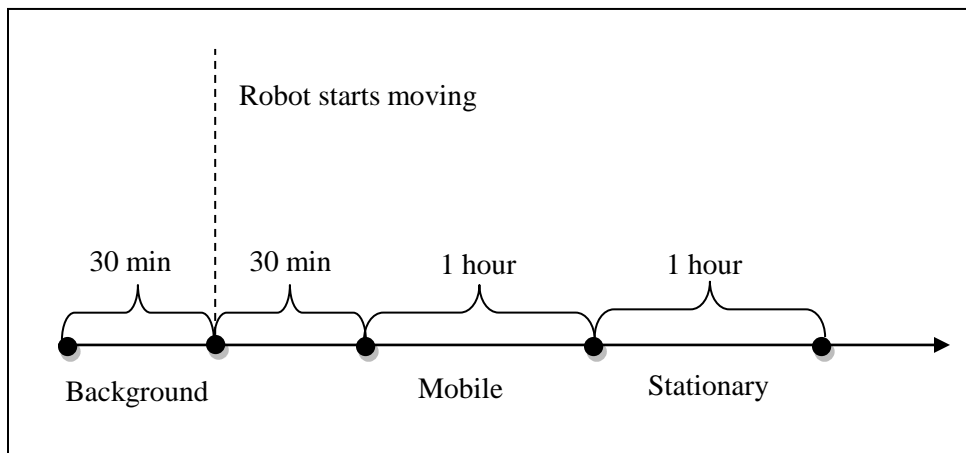 Robot starts moving
30 min
30 min
1 hour
1 hour
Background
Mobile
Stationary